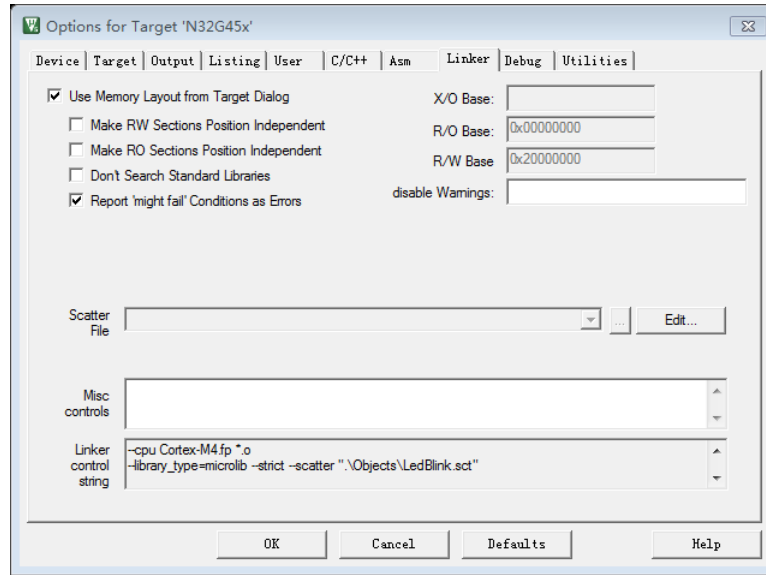 Options for Target 'N32G45x'
Device Target Output Listing User C/C++ Asm Linker Debug Utilities
Use Memory Layout from Target Dialog
Make RW Sections Position Independent
Make RO Sections Position Independent
Don't Search Standard Libraries
Report 'might fail' Conditions as Errors
X/O Base:
R/O Base: 0x00000000
R/W Base 0x20000000
disable Warnings:
Scatter
File
... Edit...
Misc
controls
Linker
control
string
--cpu Cortex-M4.fp *.o
--library_type=microlib --strict --scatter ".\Objects\LedBlink.sct"
OK Cancel Defaults Help